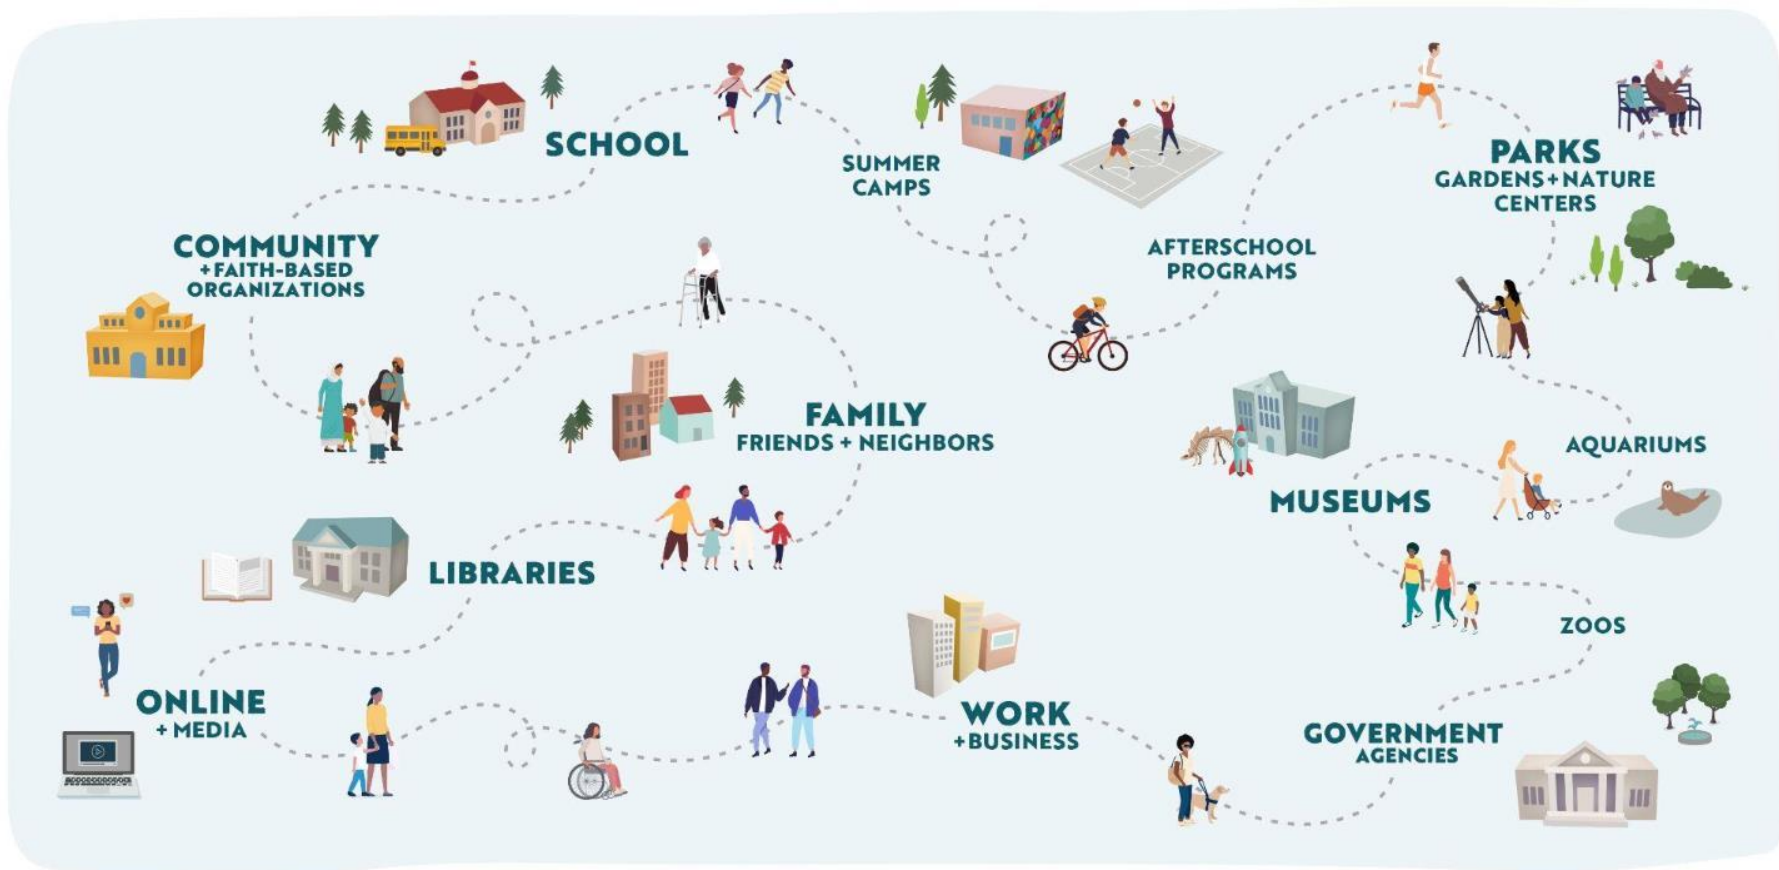 SCHOOL
SUMMER
CAMPS
PARKS
GARDENS + NATURE
CENTERS
COMMUNITY
+ FAITH-BASED
ORGANIZATIONS
AFTERSCHOOL
PROGRAMS
FAMILY
FRIENDS + NEIGHBORS
AQUARIUMS
MUSEUMS
LIBRARIES
ZOOS
ONLINE
+ MEDIA
WORK
+ BUSINESS
GOVERNMENT
AGENCIES